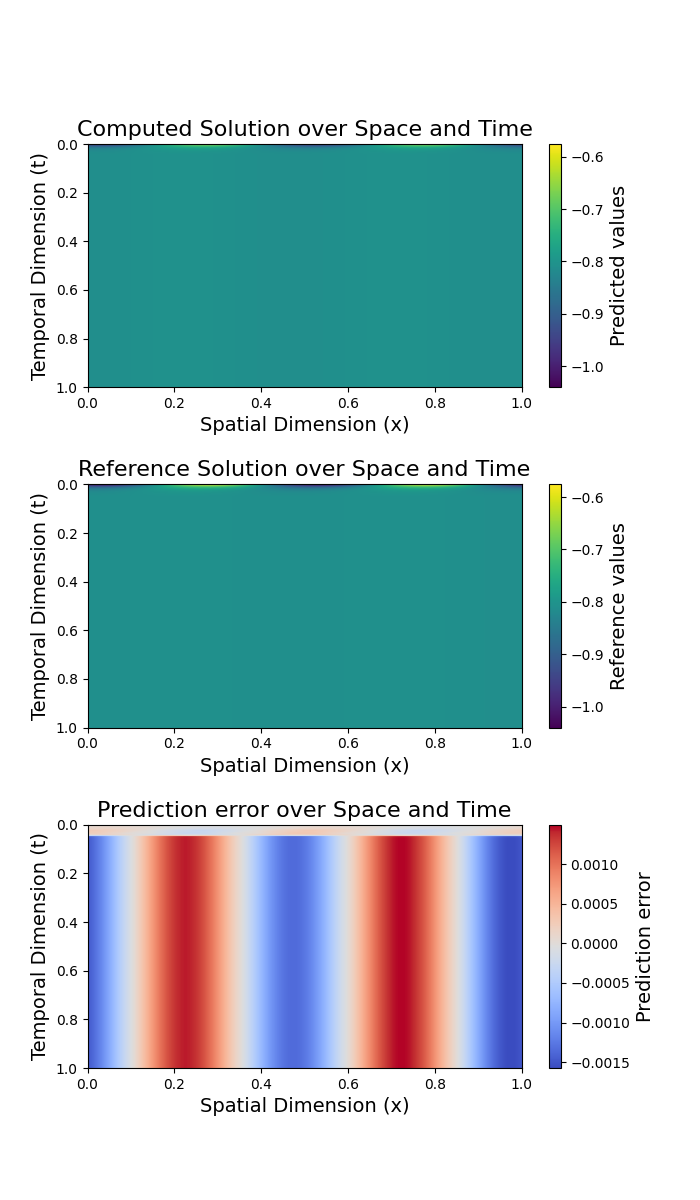 Computed Solution over Space and Time
Temporal Dimension (t)
0.0
0.2
0.4
0.6
0.8
1.0
0.0 0.2 0.4 0.6 0.8 1.0
Spatial Dimension (x)
−0.6
−0.7
−0.8
−0.9
−1.0
Predicted values
Reference Solution over Space and Time
Temporal Dimension (t)
0.0
0.2
0.4
0.6
0.8
1.0
0.0 0.2 0.4 0.6 0.8 1.0
Spatial Dimension (x)
−0.6
−0.7
−0.8
−0.9
−1.0
Reference values
Prediction error over Space and Time
Temporal Dimension (t)
0.0
0.2
0.4
0.6
0.8
1.0
0.0 0.2 0.4 0.6 0.8 1.0
Spatial Dimension (x)
0.0010
0.0005
0.0000
−0.0005
−0.0010
−0.0015
Prediction error